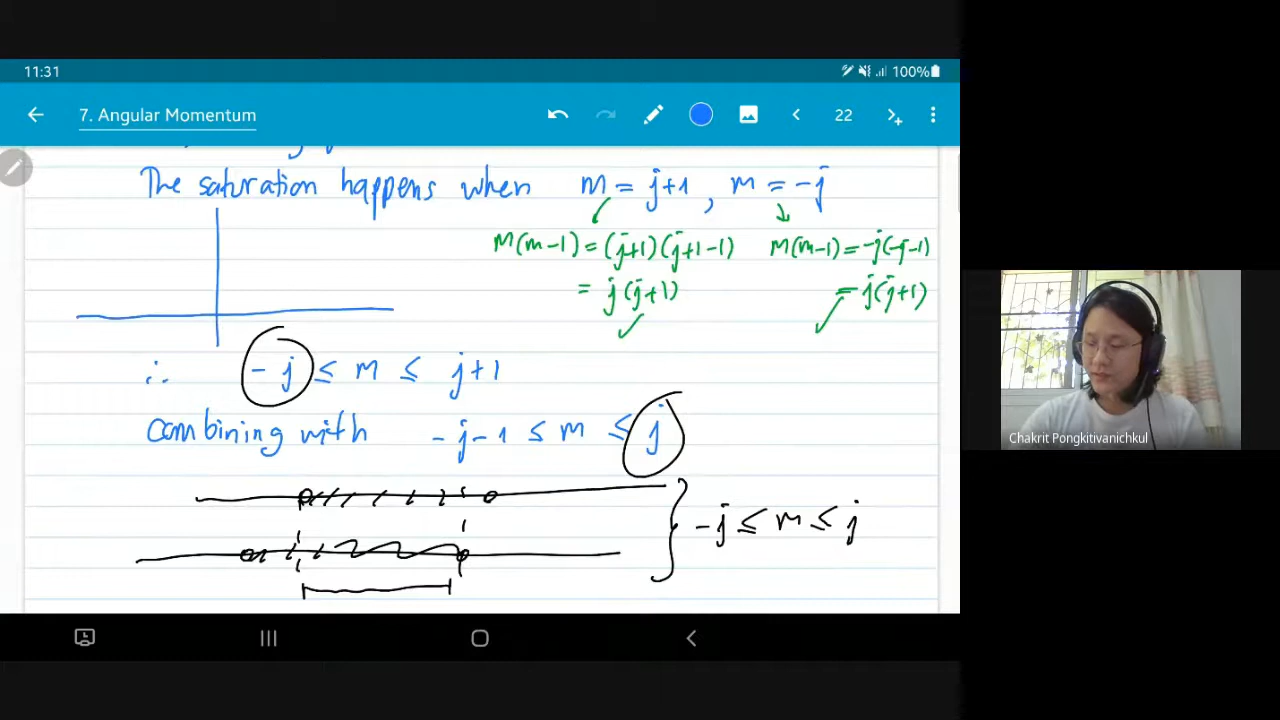 11:31
100%
7. Angular Momentum
22
The saturation happens when m = j+1 , m = -j
m(m-1) = (j+1)(j+1-1)
= j(j+1)
m(m-1) = -j(-j-1)
= j(j+1)
∴ -j ≤ m ≤ j+1
combining with -j-1 ≤ m ≤ j
-j ≤ m ≤ j
Chakrit Pongkitivanichkul